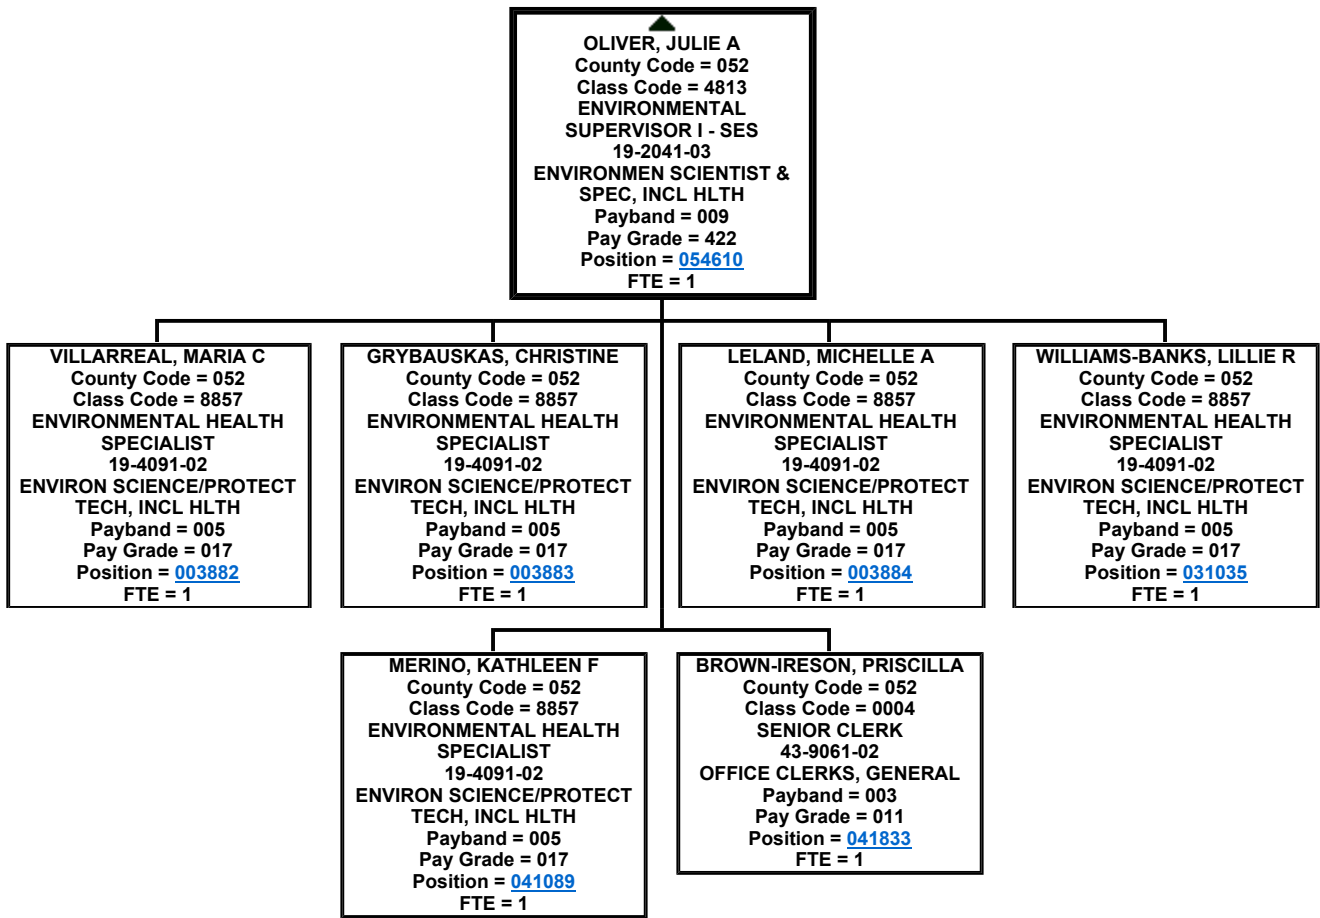 OLIVER, JULIE A
County Code = 052
Class Code = 4813
ENVIRONMENTAL
SUPERVISOR I - SES
19-2041-03
ENVIRONMEN SCIENTIST &
SPEC, INCL HLTH
Payband = 009
Pay Grade = 422
Position = 054610
FTE = 1
VILLARREAL, MARIA C
County Code = 052
Class Code = 8857
ENVIRONMENTAL HEALTH
SPECIALIST
19-4091-02
ENVIRON SCIENCE/PROTECT
TECH, INCL HLTH
Payband = 005
Pay Grade = 017
Position = 003882
FTE = 1
GRYBAUSKAS, CHRISTINE
County Code = 052
Class Code = 8857
ENVIRONMENTAL HEALTH
SPECIALIST
19-4091-02
ENVIRON SCIENCE/PROTECT
TECH, INCL HLTH
Payband = 005
Pay Grade = 017
Position = 003883
FTE = 1
LELAND, MICHELLE A
County Code = 052
Class Code = 8857
ENVIRONMENTAL HEALTH
SPECIALIST
19-4091-02
ENVIRON SCIENCE/PROTECT
TECH, INCL HLTH
Payband = 005
Pay Grade = 017
Position = 003884
FTE = 1
WILLIAMS-BANKS, LILLIE R
County Code = 052
Class Code = 8857
ENVIRONMENTAL HEALTH
SPECIALIST
19-4091-02
ENVIRON SCIENCE/PROTECT
TECH, INCL HLTH
Payband = 005
Pay Grade = 017
Position = 031035
FTE = 1
MERINO, KATHLEEN F
County Code = 052
Class Code = 8857
ENVIRONMENTAL HEALTH
SPECIALIST
19-4091-02
ENVIRON SCIENCE/PROTECT
TECH, INCL HLTH
Payband = 005
Pay Grade = 017
Position = 041089
FTE = 1
BROWN-IRESON, PRISCILLA
County Code = 052
Class Code = 0004
SENIOR CLERK
43-9061-02
OFFICE CLERKS, GENERAL
Payband = 003
Pay Grade = 011
Position = 041833
FTE = 1